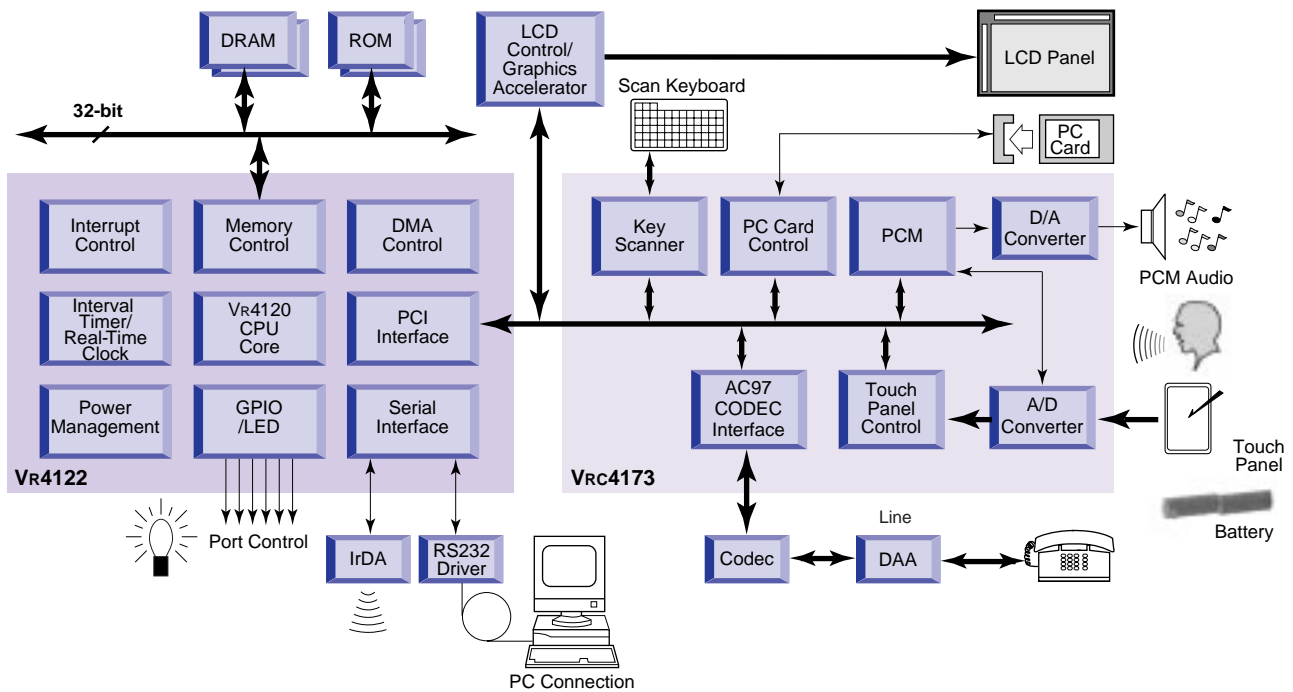 DRAM
ROM
LCD
Control/
Graphics
Accelerator
LCD Panel
Scan Keyboard
32-bit
PC
Card
Interrupt
Control
Memory
Control
DMA
Control
Key
Scanner
PC Card
Control
PCM
D/A
Converter
PCM Audio
Interval
Timer/
Real-Time
Clock
VR4120
CPU
Core
PCI
Interface
Power
Management
GPIO
/LED
Serial
Interface
AC97
CODEC
Interface
Touch
Panel
Control
A/D
Converter
Touch
Panel
VR4122
VRC4173
Battery
Port Control
IrDA
RS232
Driver
Line
Codec
DAA
PC Connection